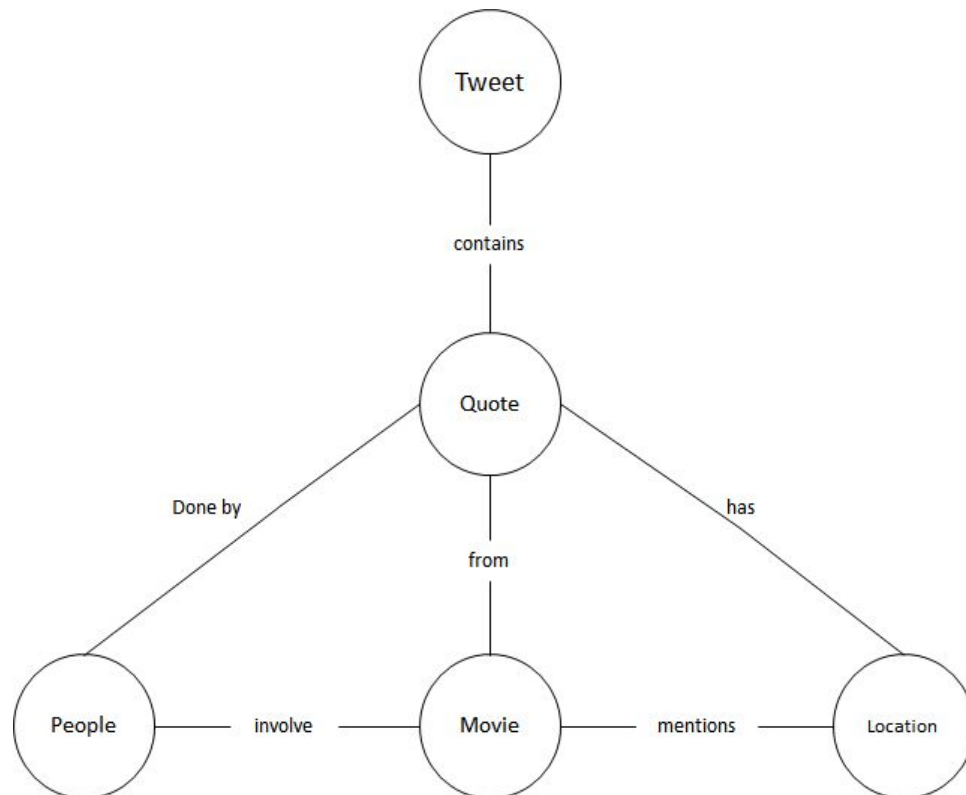 Tweet
contains
Quote
Done by
has
from
People
involve
Movie
mentions
Location